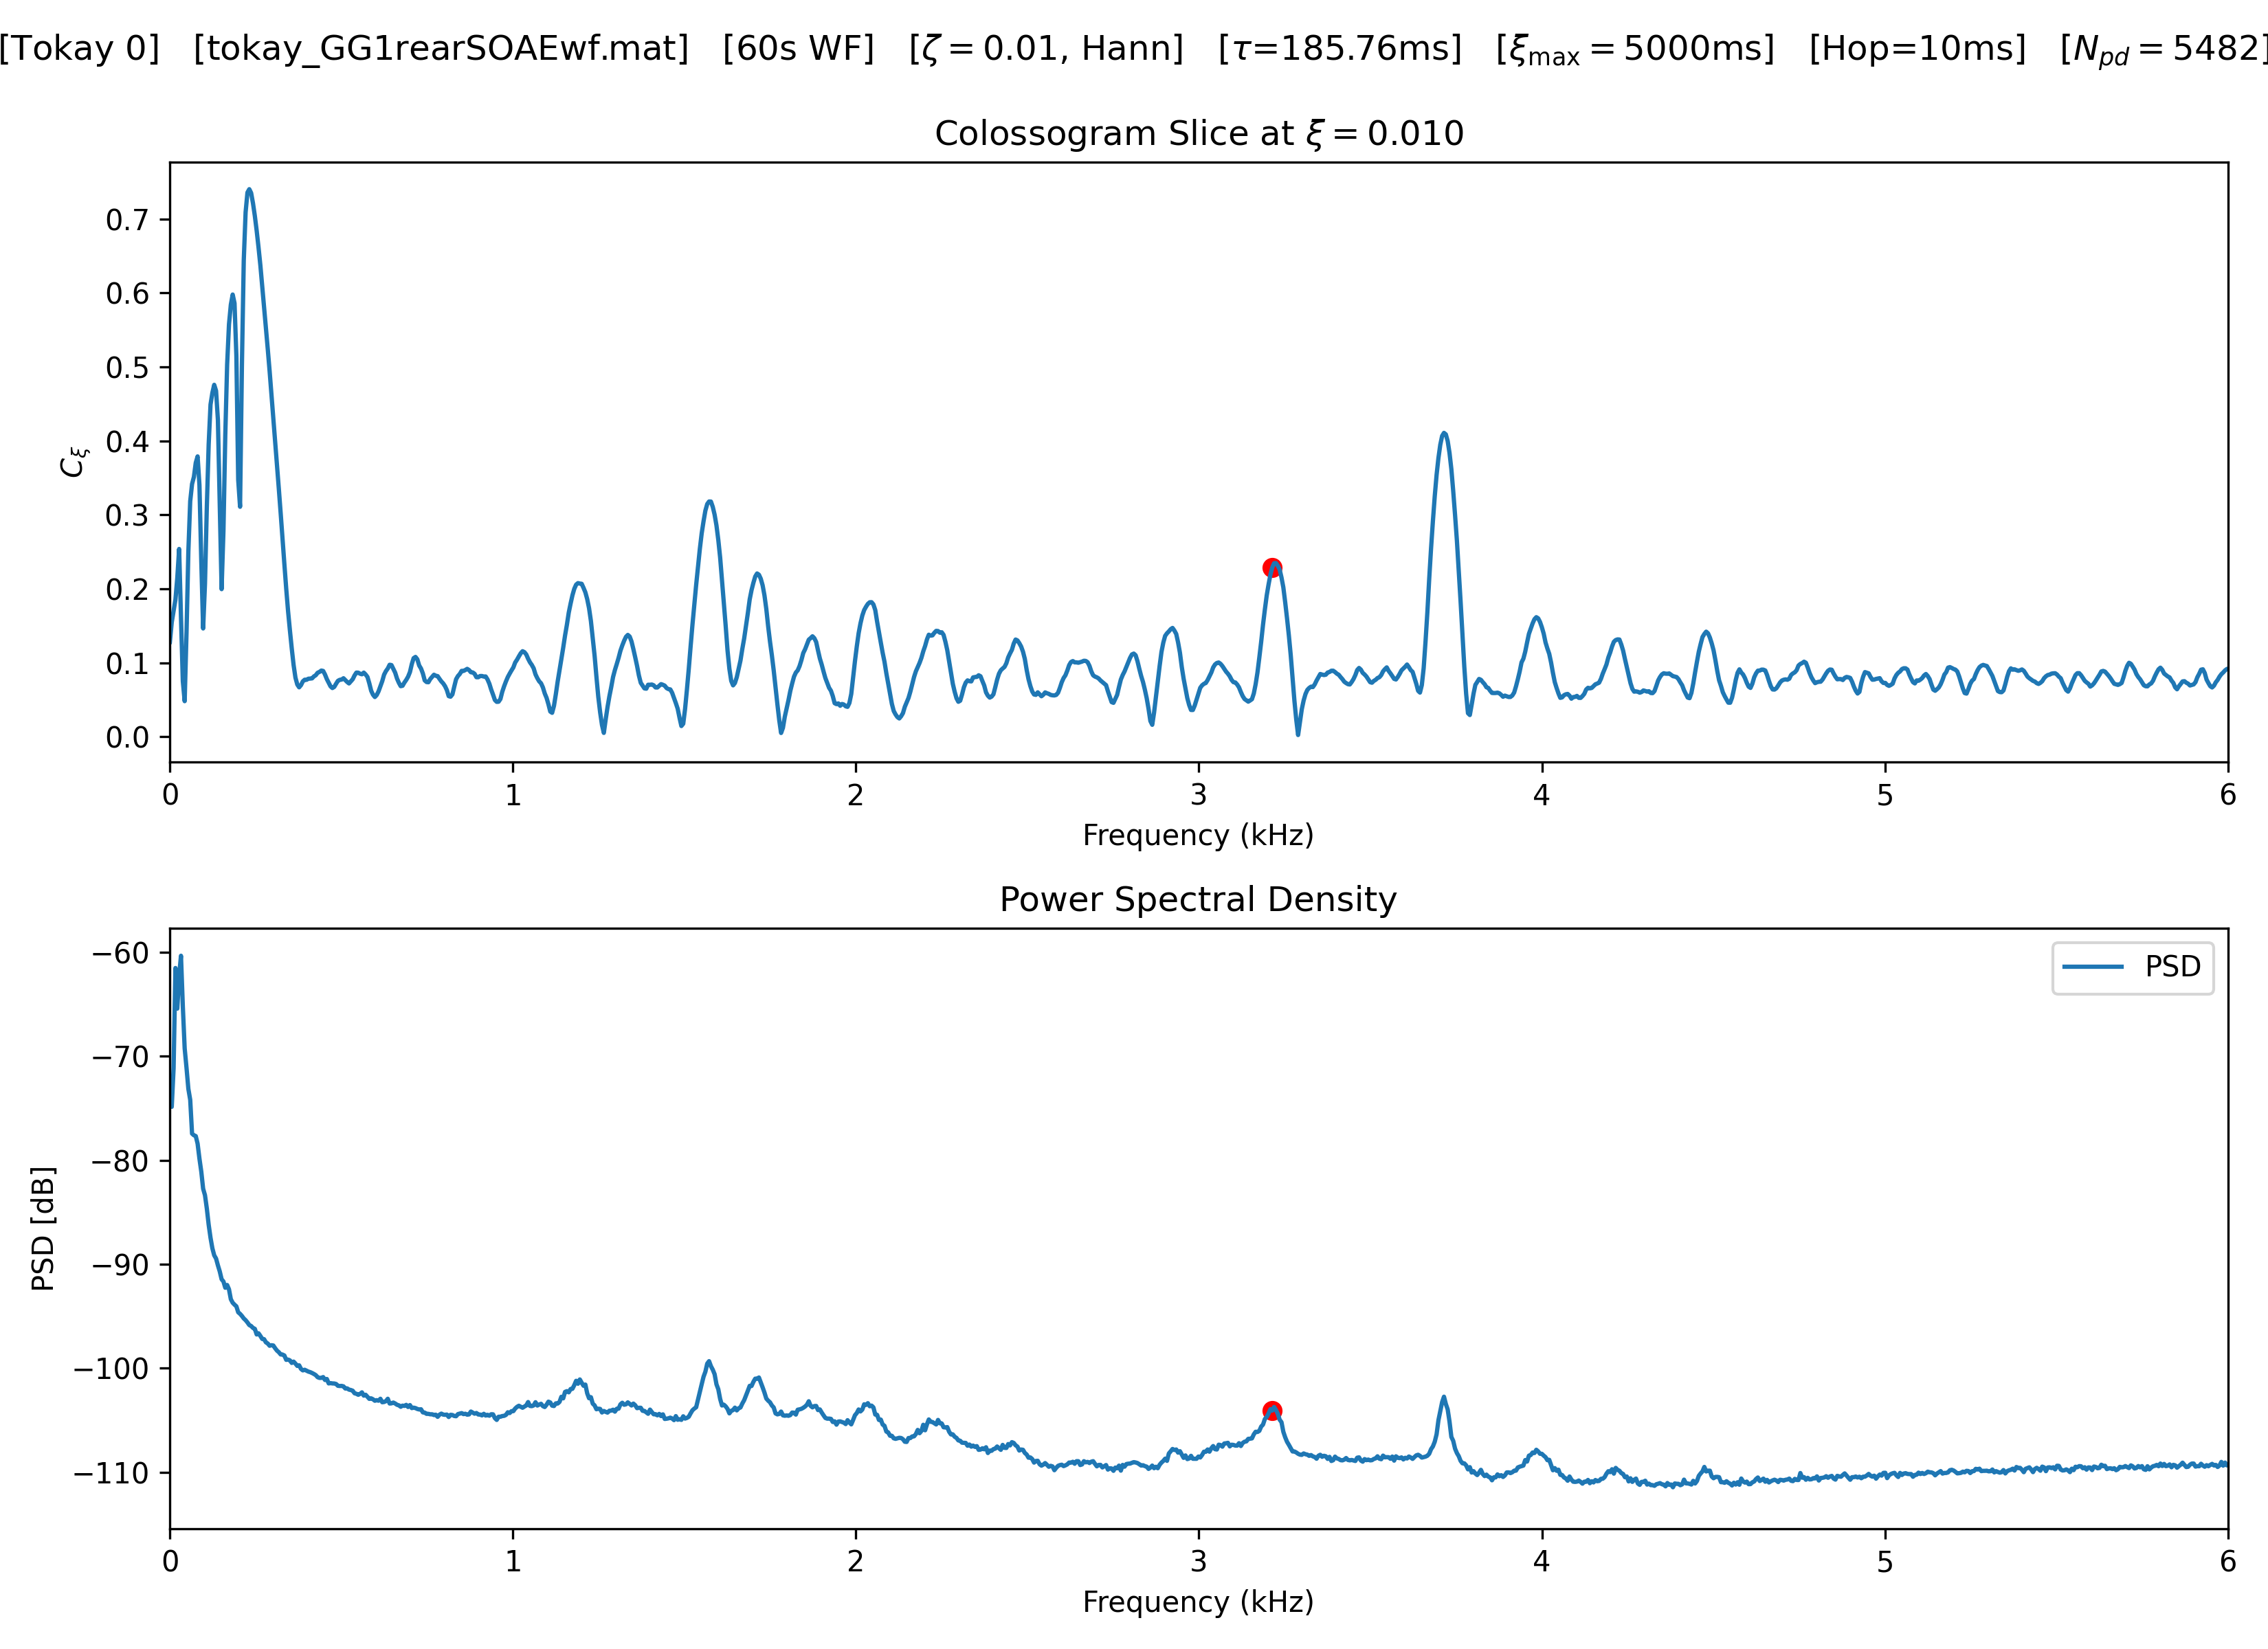 [Tokay 0] [tokay_GG1rearSOAEwf.mat] [60s WF] [ζ = 0.01, Hann] [τ=185.76ms] [ξmax = 5000ms] [Hop=10ms] [Npd = 5482]
Colossogram Slice at ξ = 0.010
0.7
0.6
0.5
0.4
0.3
0.2
0.1
0.0
Cξ
0 1 2 3 4 5 6
Frequency (kHz)
Power Spectral Density
−60
−70
−80
−90
−100
−110
PSD [dB]
PSD
0 1 2 3 4 5 6
Frequency (kHz)